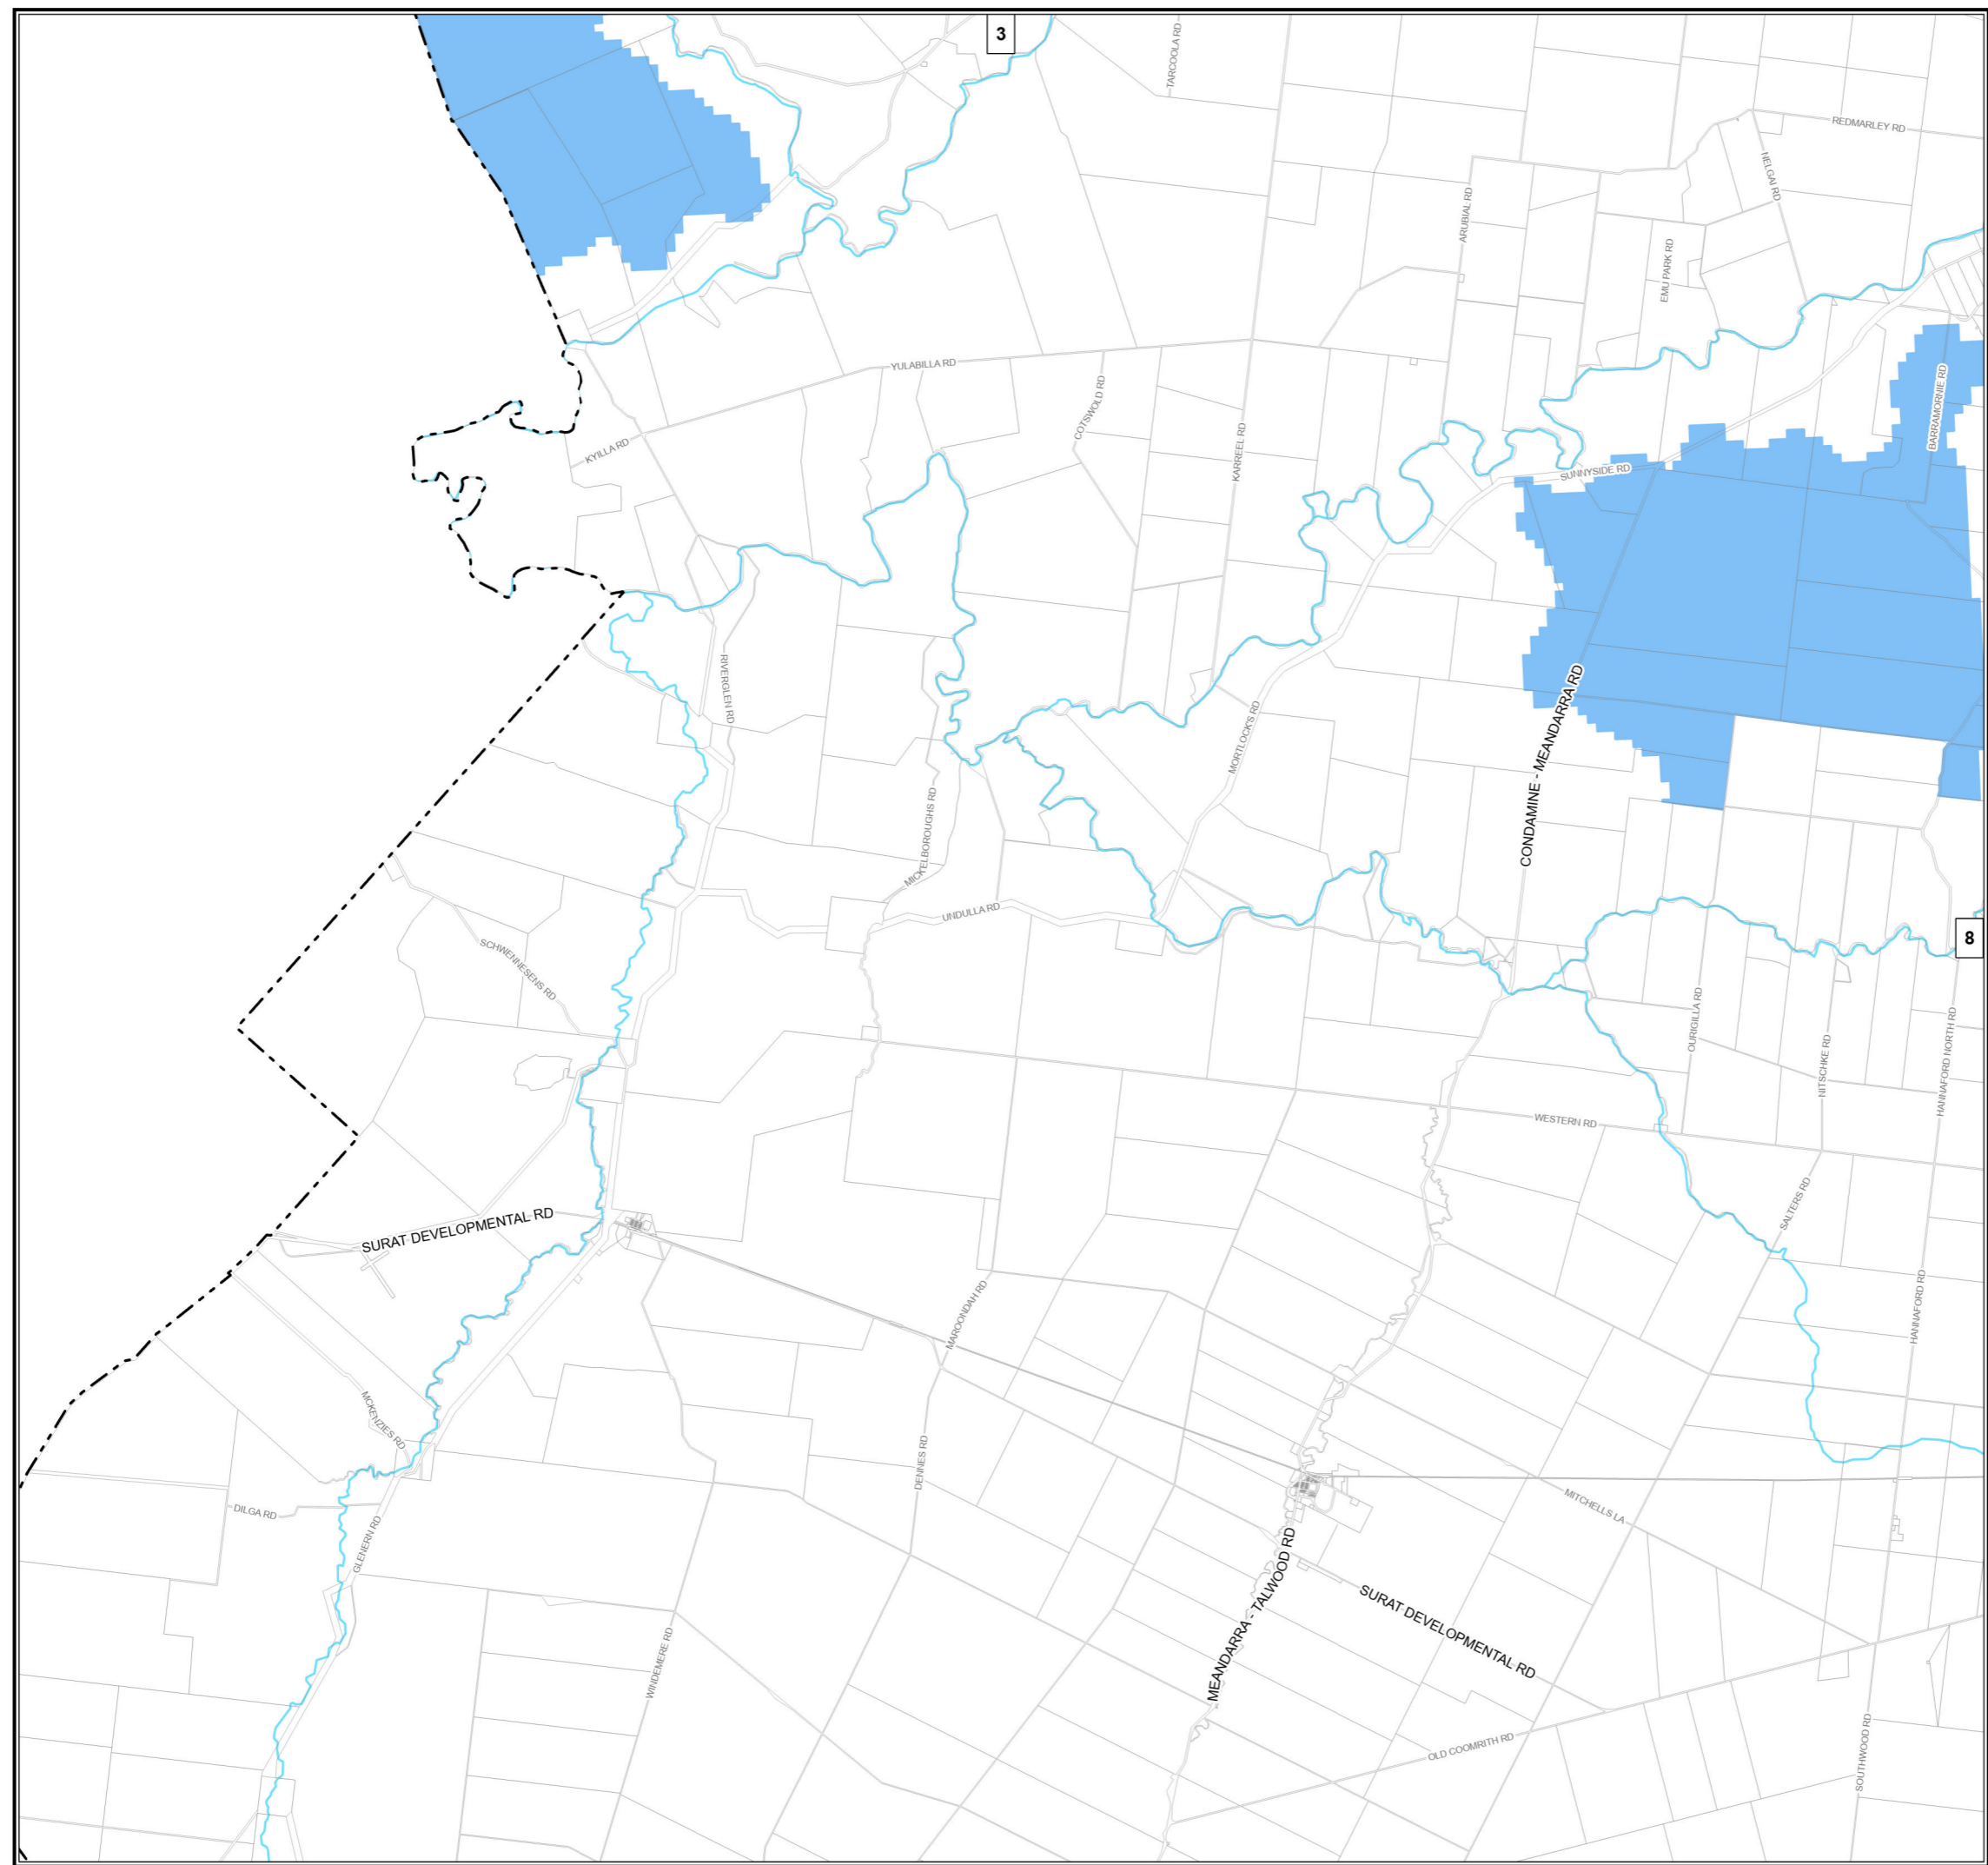 3
TARCOOLA RD
REDMARLEY RD
NELGAI RD
ARUBIAL RD
EMU PARK RD
YULABILLA RD
COTSWOLD RD
BARRAMORNIE RD
KYILLA RD
KARREEL RD
SUNNYSIDE RD
RIVERGLEN RD
MORTLOCK'S RD
CONDAMINE - MEANDARRA RD
MICKELBOROUGHS RD
UNDULLA RD
8
SCHWENNESENS RD
OURIGILLA RD
NITSCHKE RD
HANNAFORD NORTH RD
WESTERN RD
SALTERS RD
SURAT DEVELOPMENTAL RD
MAROONDAH RD
HANNAFORD RD
MCKENZIES RD
DENNES RD
DILGA RD
GLENERN RD
MITCHELLS LA
MEANDARRA - TALWOOD RD
SURAT DEVELOPMENTAL RD
WINDEMERE RD
OLD COOMRITH RD
SOUTHWOOD RD